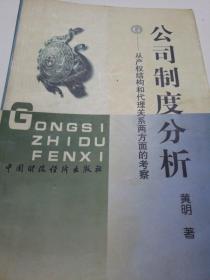 公司制度分析
——从产权结构和代理关系两方面的考察
黄明 著
GONGSI
ZHIDU
FENXI
中国财政经济出版社